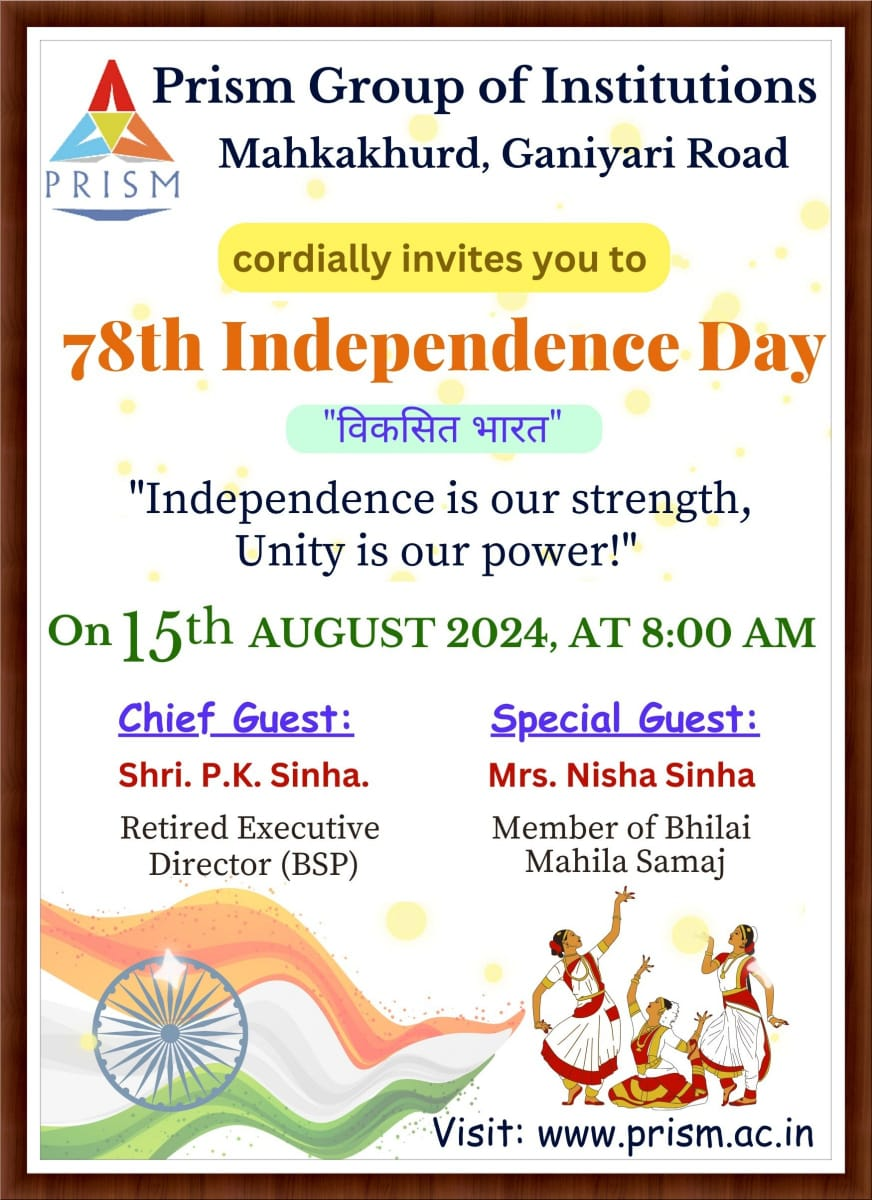 Prism Group of Institutions
PRISM
Mahkakhurd, Ganiyari Road
cordially invites you to
78th Independence Day
"विकसित भारत"
"Independence is our strength,
Unity is our power!"
On 15th AUGUST 2024, AT 8:00 AM
Chief Guest:
Shri. P.K. Sinha.
Retired Executive
Director (BSP)
Special Guest:
Mrs. Nisha Sinha
Member of Bhilai
Mahila Samaj
Visit: www.prism.ac.in